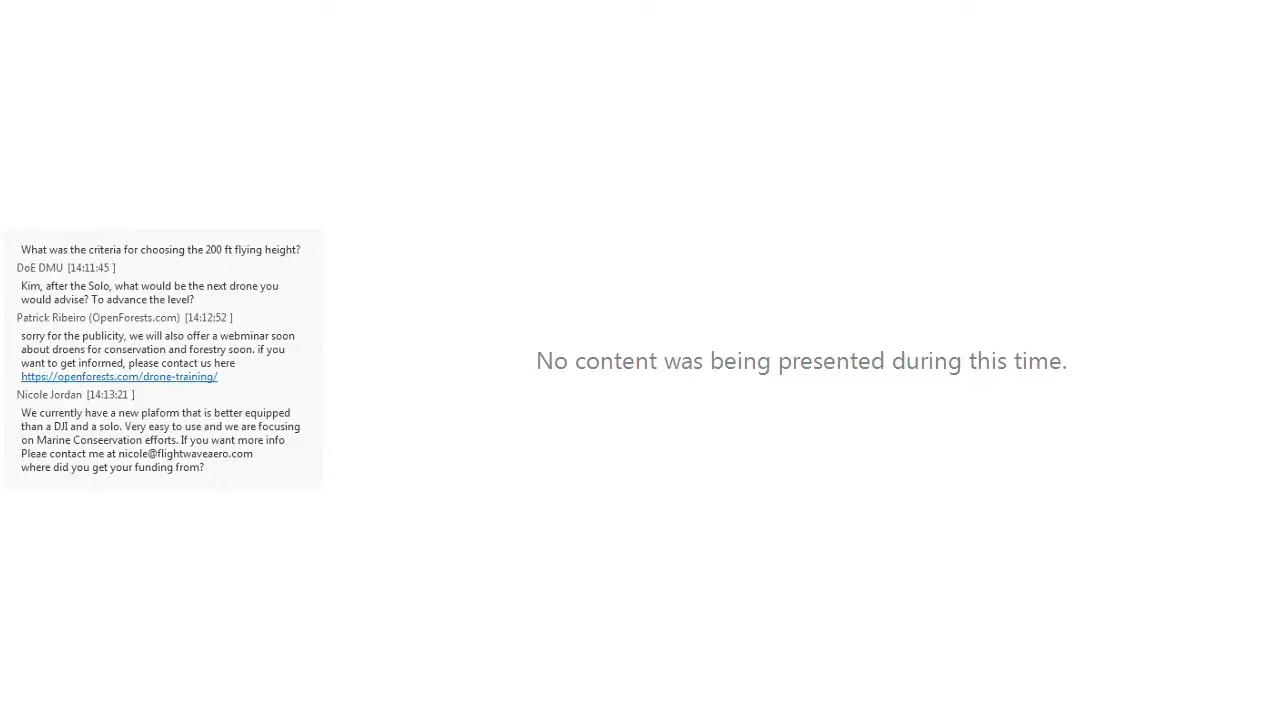 What was the criteria for choosing the 200 ft flying height?
DoE DMU [14:11:45 ]
Kim, after the Solo, what would be the next drone you
would advise? To advance the level?
Patrick Ribeiro (OpenForests.com) [14:12:52 ]
sorry for the publicity, we will also offer a webminar soon
about droens for conservation and forestry soon. if you
want to get informed, please contact us here
https://openforests.com/drone-training/
Nicole Jordan [14:13:21 ]
We currently have a new plaform that is better equipped
than a DJI and a solo. Very easy to use and we are focusing
on Marine Conseervation efforts. If you want more info
Pleae contact me at nicole@flightwaveaero.com
where did you get your funding from?
No content was being presented during this time.